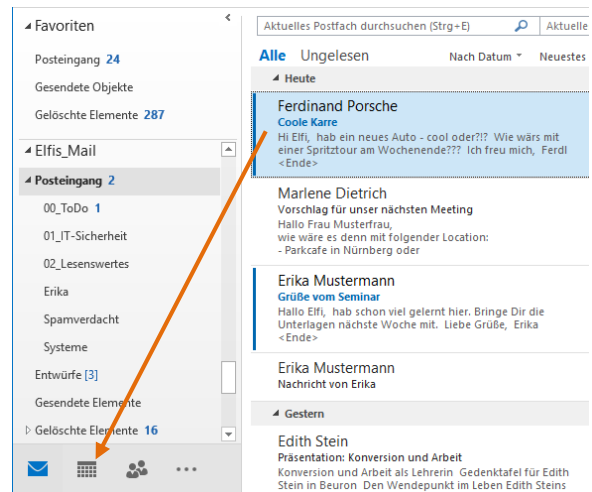 Favoriten
Posteingang 24
Gesendete Objekte
Gelöschte Elemente 287
Elfis_Mail
Posteingang 2
00_ToDo 1
01_IT-Sicherheit
02_Lesenswertes
Erika
Spamverdacht
Systeme
Entwürfe [3]
Gesendete Elemente
Gelöschte Elemente 16
Aktuelles Postfach durchsuchen (Strg+E)
Aktuelle
Alle Ungelesen Nach Datum Neuestes
Heute
Ferdinand Porsche
Coole Karre
Hi Elfi, hab ein neues Auto - cool oder?!? Wie wärs mit
einer Spritztour am Wochenende??? Ich freu mich, Ferdl
<Ende>
Marlene Dietrich
Vorschlag für unser nächsten Meeting
Hallo Frau Musterfrau,
wie wäre es denn mit folgender Location:
- Parkcafe in Nürnberg oder
Erika Mustermann
Grüße vom Seminar
Hallo Elfi, hab schon viel gelernt hier. Bringe Dir die
Unterlagen nächste Woche mit. Liebe Grüße, Erika
<Ende>
Erika Mustermann
Nachricht von Erika
Gestern
Edith Stein
Präsentation: Konversion und Arbeit
Konversion und Arbeit als Lehrerin Gedenktafel für Edith
Stein in Beuron Den Wendepunkt im Leben Edith Steins